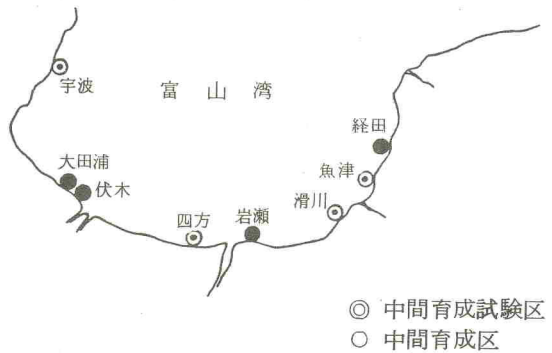 宇波
富山湾
経田
大田浦
魚津
伏木
滑川
四方
岩瀬
◎ 中間育成試験区
○ 中間育成区